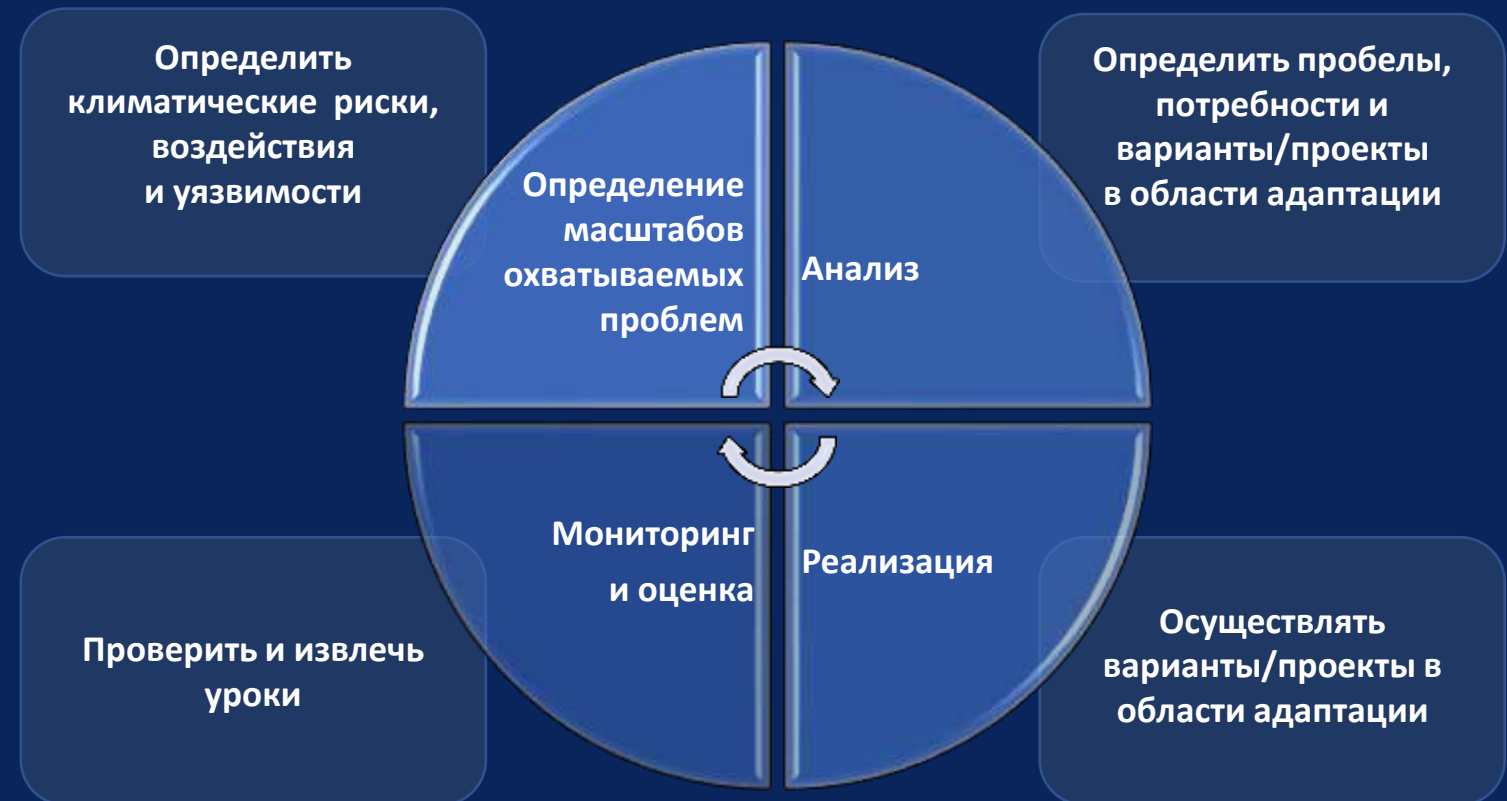 Определить
климатические риски,
воздействия
и уязвимости
Определение
масштабов
охватываемых
проблем
Анализ
Определить пробелы,
потребности и
варианты/проекты
в области адаптации
Мониторинг
и оценка
Реализация
Проверить и извлечь
уроки
Осуществлять
варианты/проекты в
области адаптации